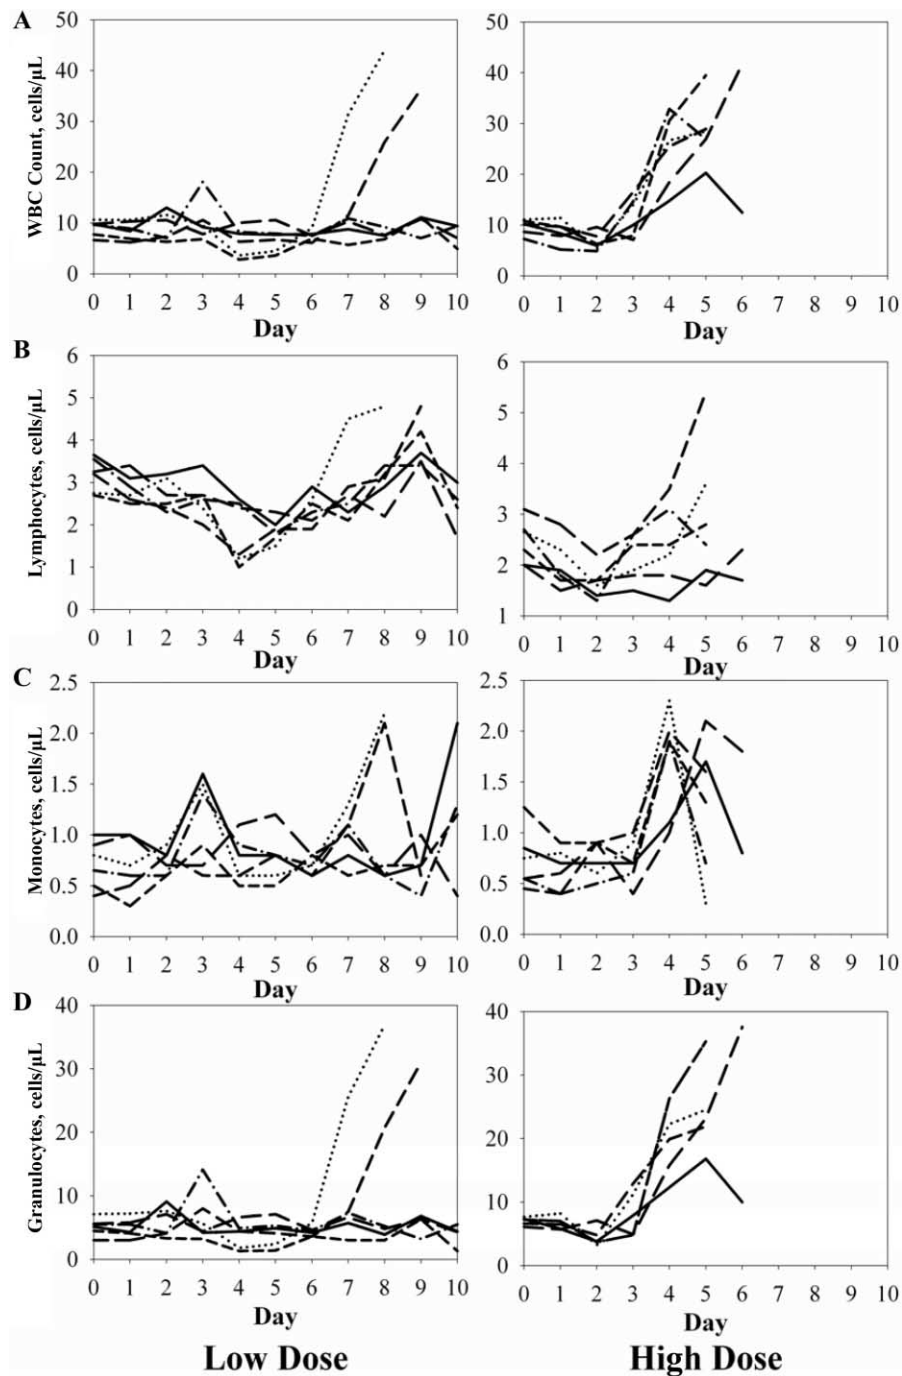 A
WBC Count, cells/µL
50
40
30
20
10
0
0 1 2 3 4 5 6 7 8 9 10
Day
50
40
30
20
10
0
0 1 2 3 4 5 6 7 8 9 10
Day
B
Lymphocytes, cells/µL
6
5
4
3
2
1
0
0 1 2 3 4 5 6 7 8 9 10
Day
6
5
4
3
2
1
0 1 2 3 4 5 6 7 8 9 10
Day
C
Monocytes, cells/µL
2.5
2.0
1.5
1.0
0.5
0.0
0 1 2 3 4 5 6 7 8 9 10
Day
2.5
2.0
1.5
1.0
0.5
0.0
0 1 2 3 4 5 6 7 8 9 10
Day
D
Granulocytes, cells/µL
40
30
20
10
0
0 1 2 3 4 5 6 7 8 9 10
Day
40
30
20
10
0
0 1 2 3 4 5 6 7 8 9 10
Day
Low Dose
High Dose